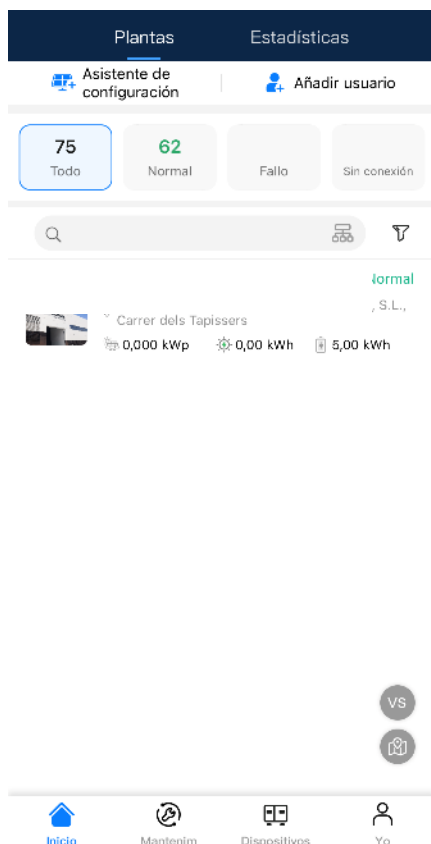 Plantas Estadísticas
Asistente de
configuración
Añadir usuario
75 62
Todo Normal Fallo Sin conexión
Normal
, S.L.,
Carrer dels Tapissers
0,000 kWp 0,00 kWh 5,00 kWh
VS
Inicio Mantenim Dispositivos Yo